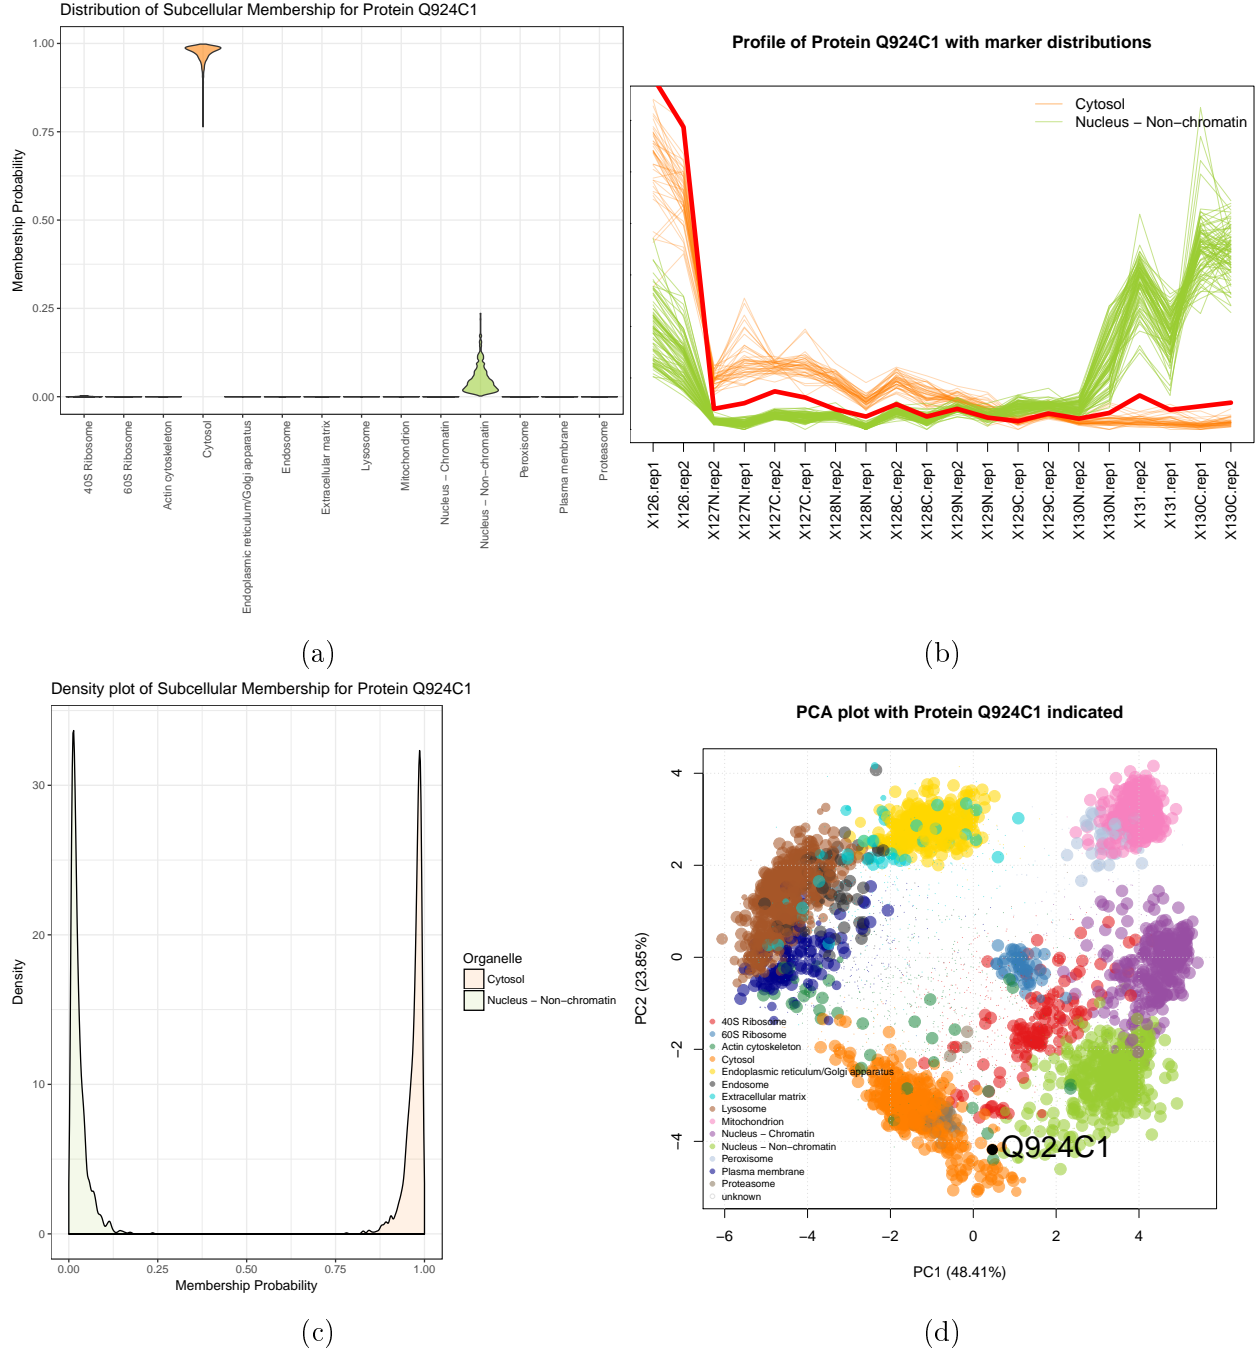 Distribution of Subcellular Membership for Protein Q924C1
Membership Probability
1.00
0.75
0.50
0.25
0.00
40S Ribosome
60S Ribosome
Actin cytoskeleton
Cytosol
Endoplasmic reticulum/Golgi apparatus
Endosome
Extracellular matrix
Lysosome
Mitochondrion
Nucleus − Chromatin
Nucleus − Non−chromatin
Peroxisome
Plasma membrane
Proteasome
(a)
Profile of Protein Q924C1 with marker distributions
Cytosol
Nucleus − Non−chromatin
X126.rep1
X126.rep2
X127N.rep2
X127N.rep1
X127C.rep2
X127C.rep1
X128N.rep2
X128N.rep1
X128C.rep2
X128C.rep1
X129N.rep2
X129N.rep1
X129C.rep1
X129C.rep2
X130N.rep2
X130N.rep1
X131.rep2
X131.rep1
X130C.rep1
X130C.rep2
(b)
Density plot of Subcellular Membership for Protein Q924C1
Density
30
20
10
0
0.00
0.25
0.50
0.75
1.00
Membership Probability
Organelle
Cytosol
Nucleus − Non−chromatin
(c)
PCA plot with Protein Q924C1 indicated
PC2 (23.85%)
4
2
0
−2
−4
40S Ribosome
60S Ribosome
Actin cytoskeleton
Cytosol
Endoplasmic reticulum/Golgi apparatus
Endosome
Extracellular matrix
Lysosome
Mitochondrion
Nucleus − Chromatin
Nucleus − Non−chromatin
Peroxisome
Plasma membrane
Proteasome
unknown
Q924C1
−6
−4
−2
0
2
4
PC1 (48.41%)
(d)